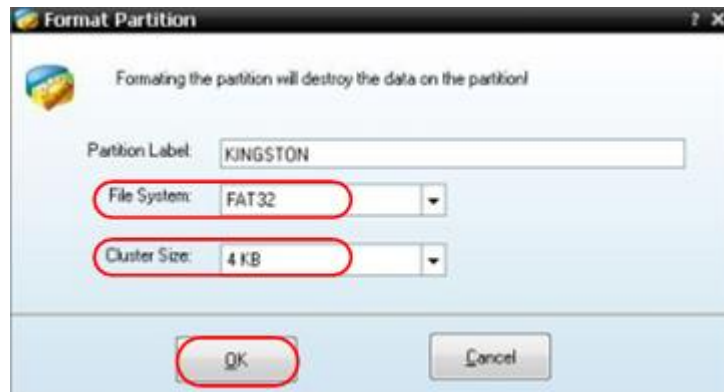 Format Partition ? X
Formating the partition will destroy the data on the partition!
Partition Label: KINGSTON
File System: FAT32
Cluster Size: 4 KB
OK Cancel